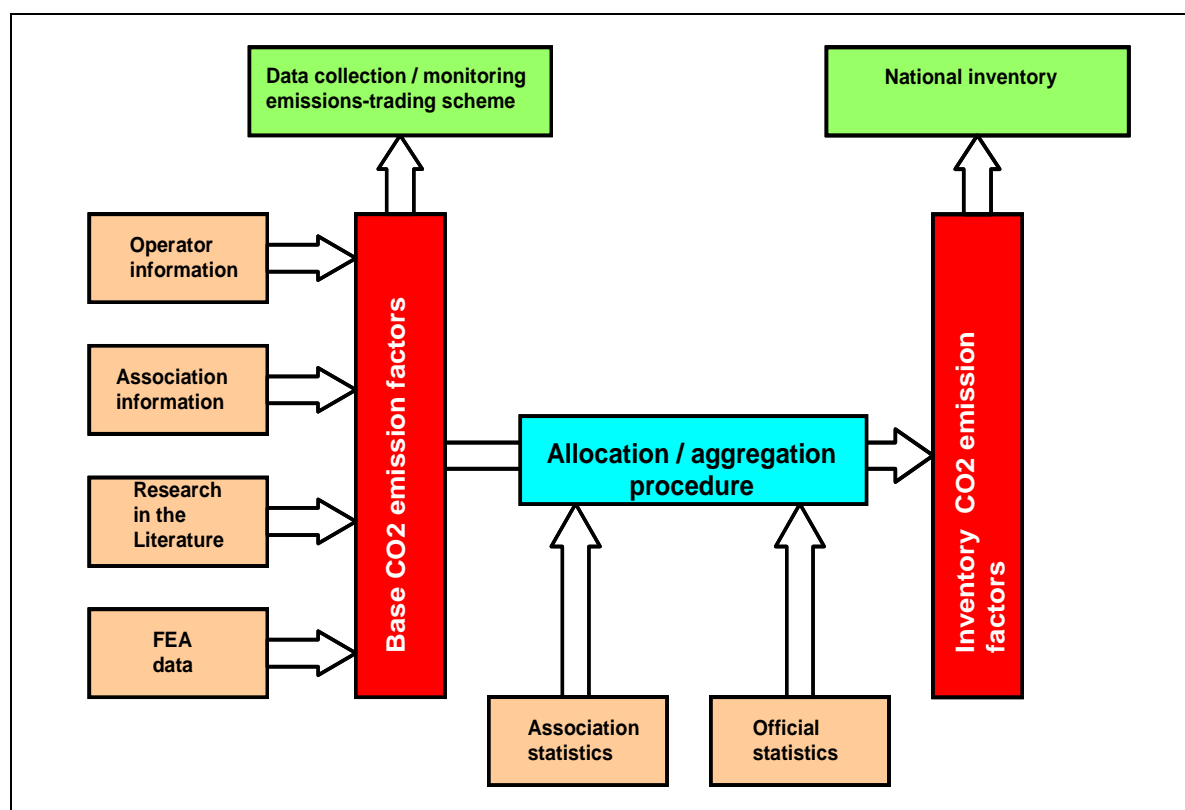 Data collection / monitoring
emissions-trading scheme
National inventory
Operator
information
Association
information
Research
in the
Literature
FEA
data
Base CO2 emission factors
Allocation / aggregation
procedure
Inventory CO2 emission
factors
Association
statistics
Official
statistics